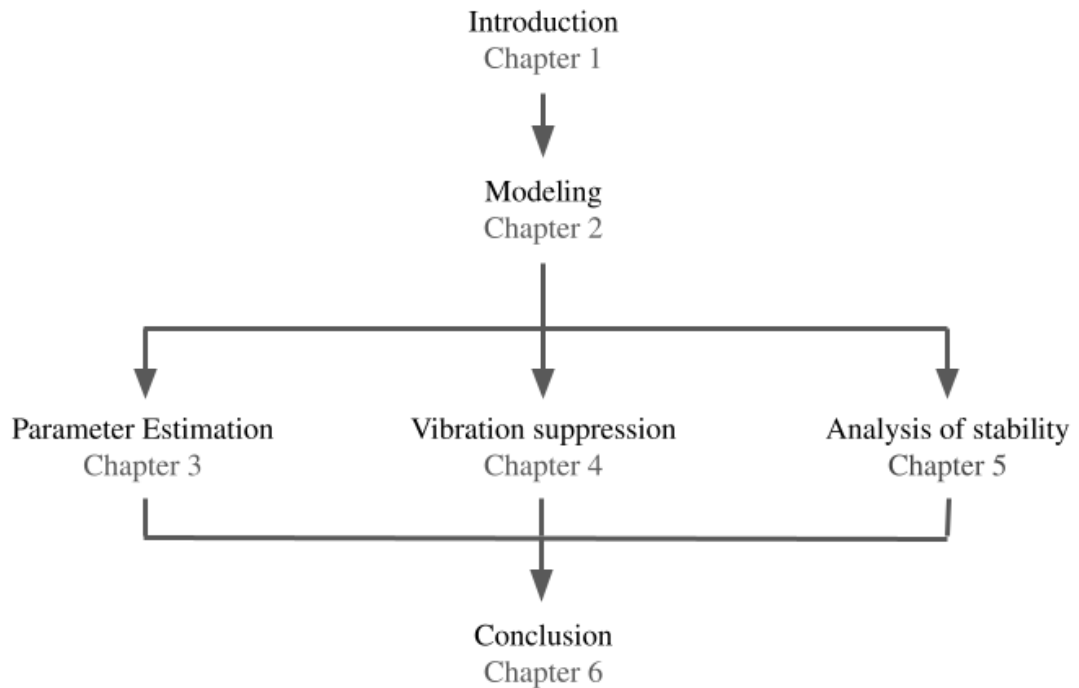 Introduction
Chapter 1
Modeling
Chapter 2
Parameter Estimation
Chapter 3
Vibration suppression
Chapter 4
Analysis of stability
Chapter 5
Conclusion
Chapter 6